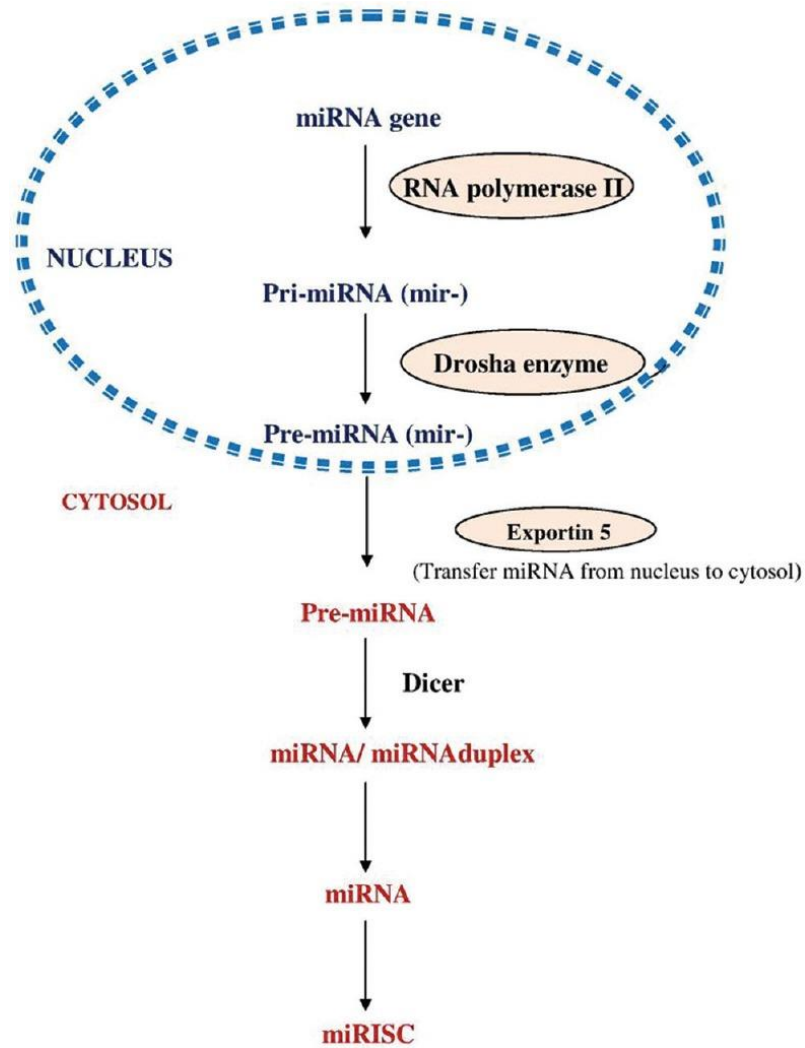 miRNA gene
RNA polymerase II
NUCLEUS
Pri-miRNA (mir-)
Drosha enzyme
Pre-miRNA (mir-)
CYTOSOL
Exportin 5
(Transfer miRNA from nucleus to cytosol)
Pre-miRNA
Dicer
miRNA/ miRNAduplex
miRNA
miRISC